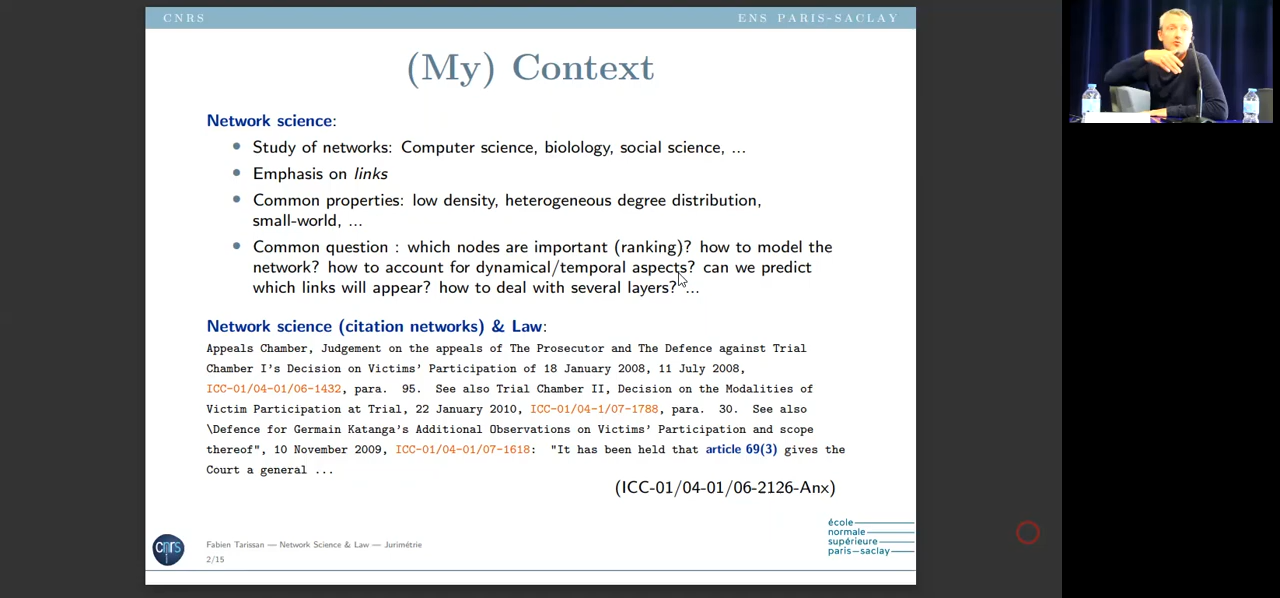 CNRS
ENS PARIS-SACLAY
(My) Context
Network science:
Study of networks: Computer science, biolology, social science, ...
Emphasis on links
Common properties: low density, heterogeneous degree distribution,
small-world, ...
Common question : which nodes are important (ranking)? how to model the
network? how to account for dynamical/temporal aspects? can we predict
which links will appear? how to deal with several layers? ...
Network science (citation networks) & Law:
Appeals Chamber, Judgement on the appeals of The Prosecutor and The Defence against Trial
Chamber I's Decision on Victims' Participation of 18 January 2008, 11 July 2008,
ICC-01/04-01/06-1432, para. 95. See also Trial Chamber II, Decision on the Modalities of
Victim Participation at Trial, 22 January 2010, ICC-01/04-1/07-1788, para. 30. See also
\Defence for Germain Katanga's Additional Observations on Victims' Participation and scope
thereof", 10 November 2009, ICC-01/04-01/07-1618: "It has been held that article 69(3) gives the
Court a general ...
(ICC-01/04-01/06-2126-Anx)
cnrs
Fabien Tarissan — Network Science & Law — Jurimétrie
2/15
école
normale
supérieure
paris-saclay